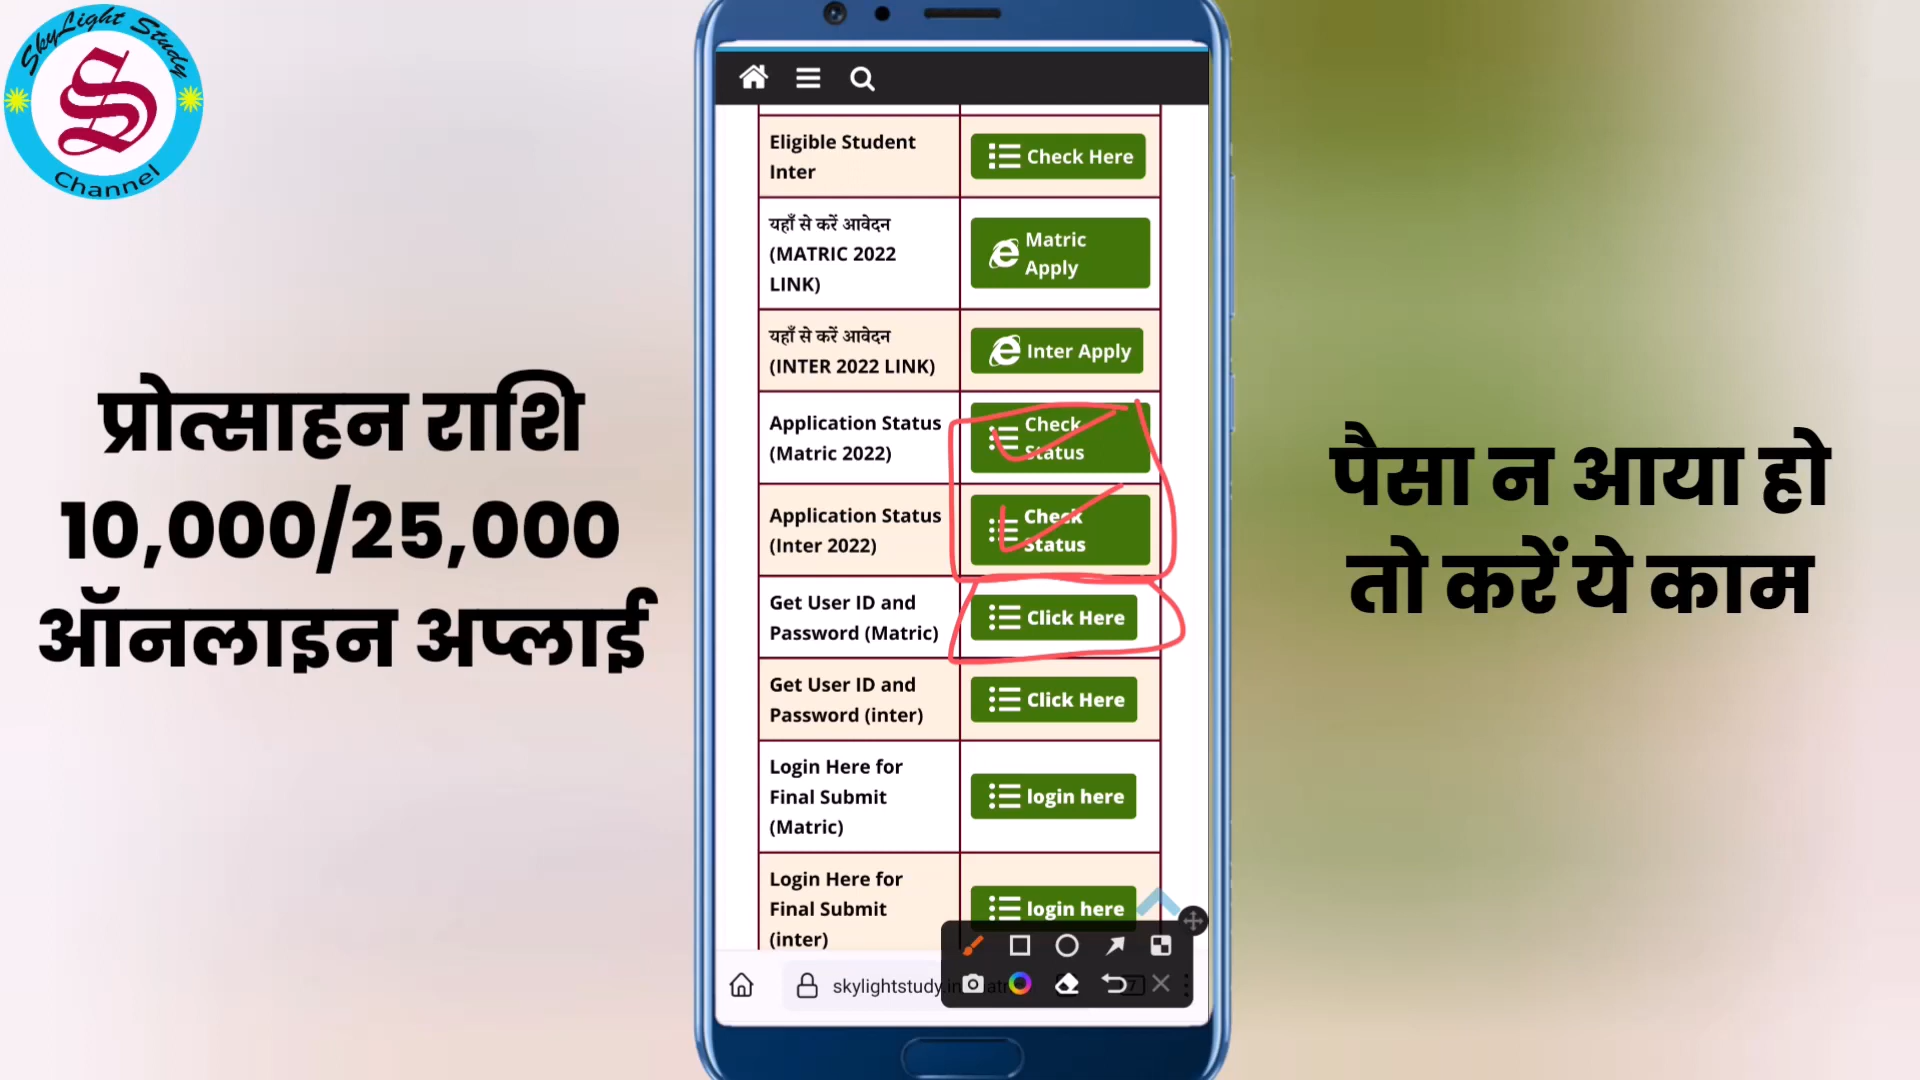 SkyLight Study
S
Channel
प्रोत्साहन राशि
10,000/25,000
ऑनलाइन अप्लाई
Eligible Student
Inter
Check Here
यहाँ से करें आवेदन
(MATRIC 2022
LINK)
Matric
Apply
यहाँ से करें आवेदन
(INTER 2022 LINK)
Inter Apply
Application Status
(Matric 2022)
Check
Status
Application Status
(Inter 2022)
Check
Status
Get User ID and
Password (Matric)
Click Here
Get User ID and
Password (inter)
Click Here
Login Here for
Final Submit
(Matric)
login here
Login Here for
Final Submit
(inter)
login here
skylightstudy.in
पैसा न आया हो
तो करें ये काम